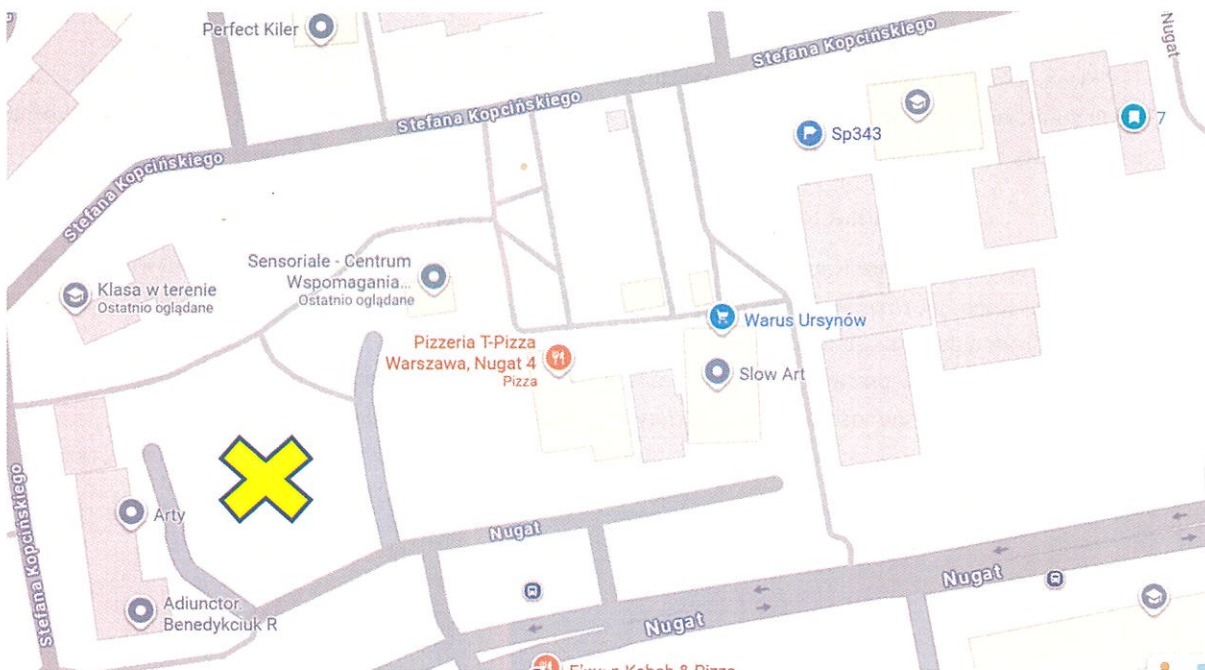 Perfect Kiler
Nugat
Stefana Kopcińskiego
Stefana Kopcińskiego
Sp343
7
Stefana Kopcińskiego
Sensoriale - Centrum
Wspomagania...
Ostatnio oglądane
Klasa w terenie
Ostatnio oglądane
Warus Ursynów
Pizzeria T-Pizza
Warszawa, Nugat 4
Pizza
Slow Art
Stefana Kopcińskiego
Arty
Nugat
Nugat
Adiunctor
Benedykciuk R
Nugat
Kebab & Pizza